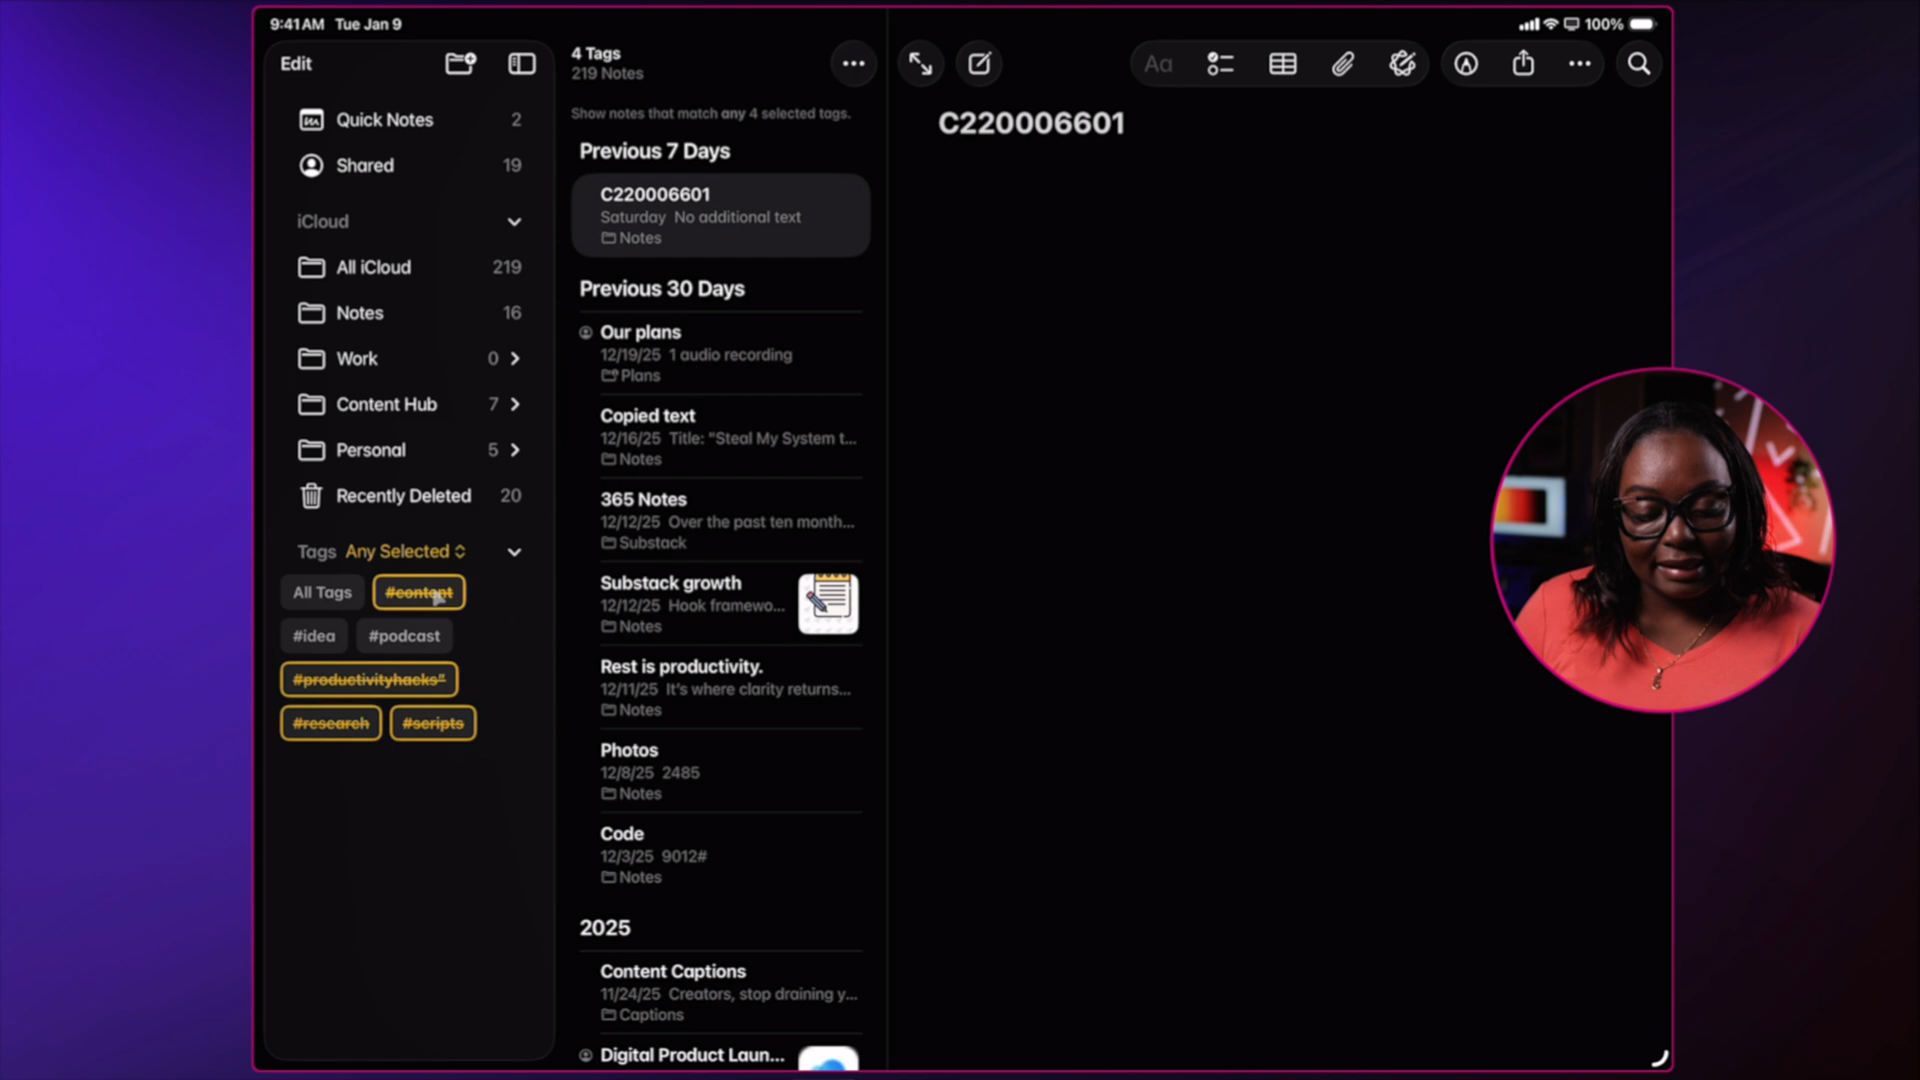 9:41 AM Tue Jan 9
100%
Edit
Quick Notes 2
Shared 19
iCloud
All iCloud 219
Notes 16
Work 0
Content Hub 7
Personal 5
Recently Deleted 20
Tags Any Selected
All Tags #content
#idea #podcast
#productivityhacks"
#research #scripts
4 Tags
219 Notes
Show notes that match any 4 selected tags.
Previous 7 Days
C220006601
Saturday No additional text
Notes
Previous 30 Days
Our plans
12/19/25 1 audio recording
Plans
Copied text
12/16/25 Title: "Steal My System t...
Notes
365 Notes
12/12/25 Over the past ten month...
Substack
Substack growth
12/12/25 Hook framewo...
Notes
Rest is productivity.
12/11/25 It's where clarity returns...
Notes
Photos
12/8/25 2485
Notes
Code
12/3/25 9012#
Notes
2025
Content Captions
11/24/25 Creators, stop draining y...
Captions
Digital Product Laun...
Aa
C220006601